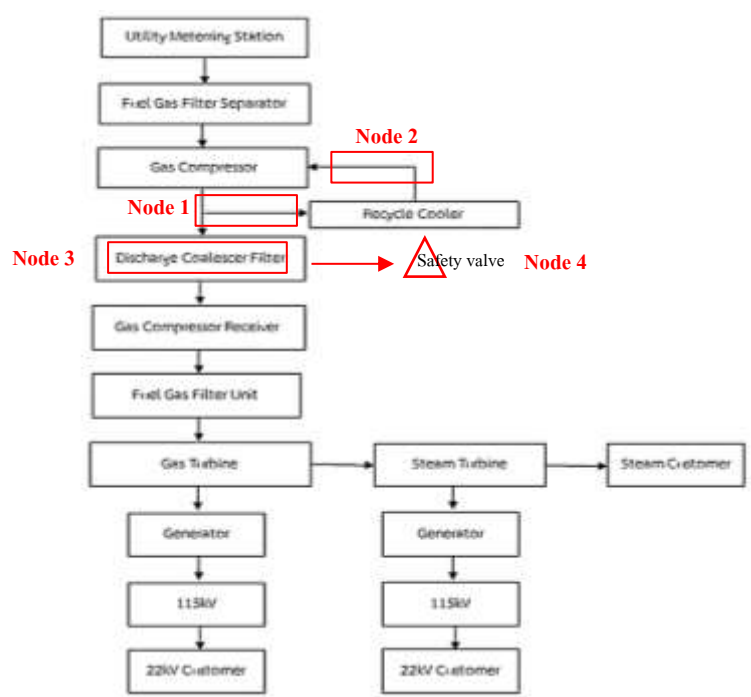 Utility Metering Station
Fuel Gas Filter Separator
Node 2
Gas Compressor
Node 1
Recycle Cooler
Node 3
Discharge Coalescer Filter
Safety valve
Node 4
Gas Compressor Receiver
Fuel Gas Filter Unit
Gas Turbine
Steam Turbine
Steam Customer
Generator
Generator
115kV
115kV
22kV Customer
22kV Customer